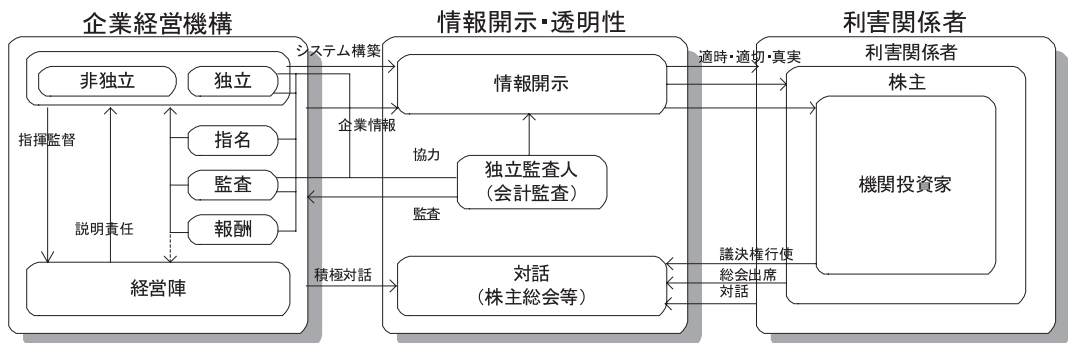 企業経営機構
情報開示・透明性
利害関係者
非独立
独立
指名
監査
報酬
経営陣
指揮監督
説明責任
システム構築
企業情報
協力
監査
積極対話
情報開示
独立監査人
（会計監査）
対話
（株主総会等）
適時・適切・真実
利害関係者
株主
機関投資家
議決権行使
総会出席
対話